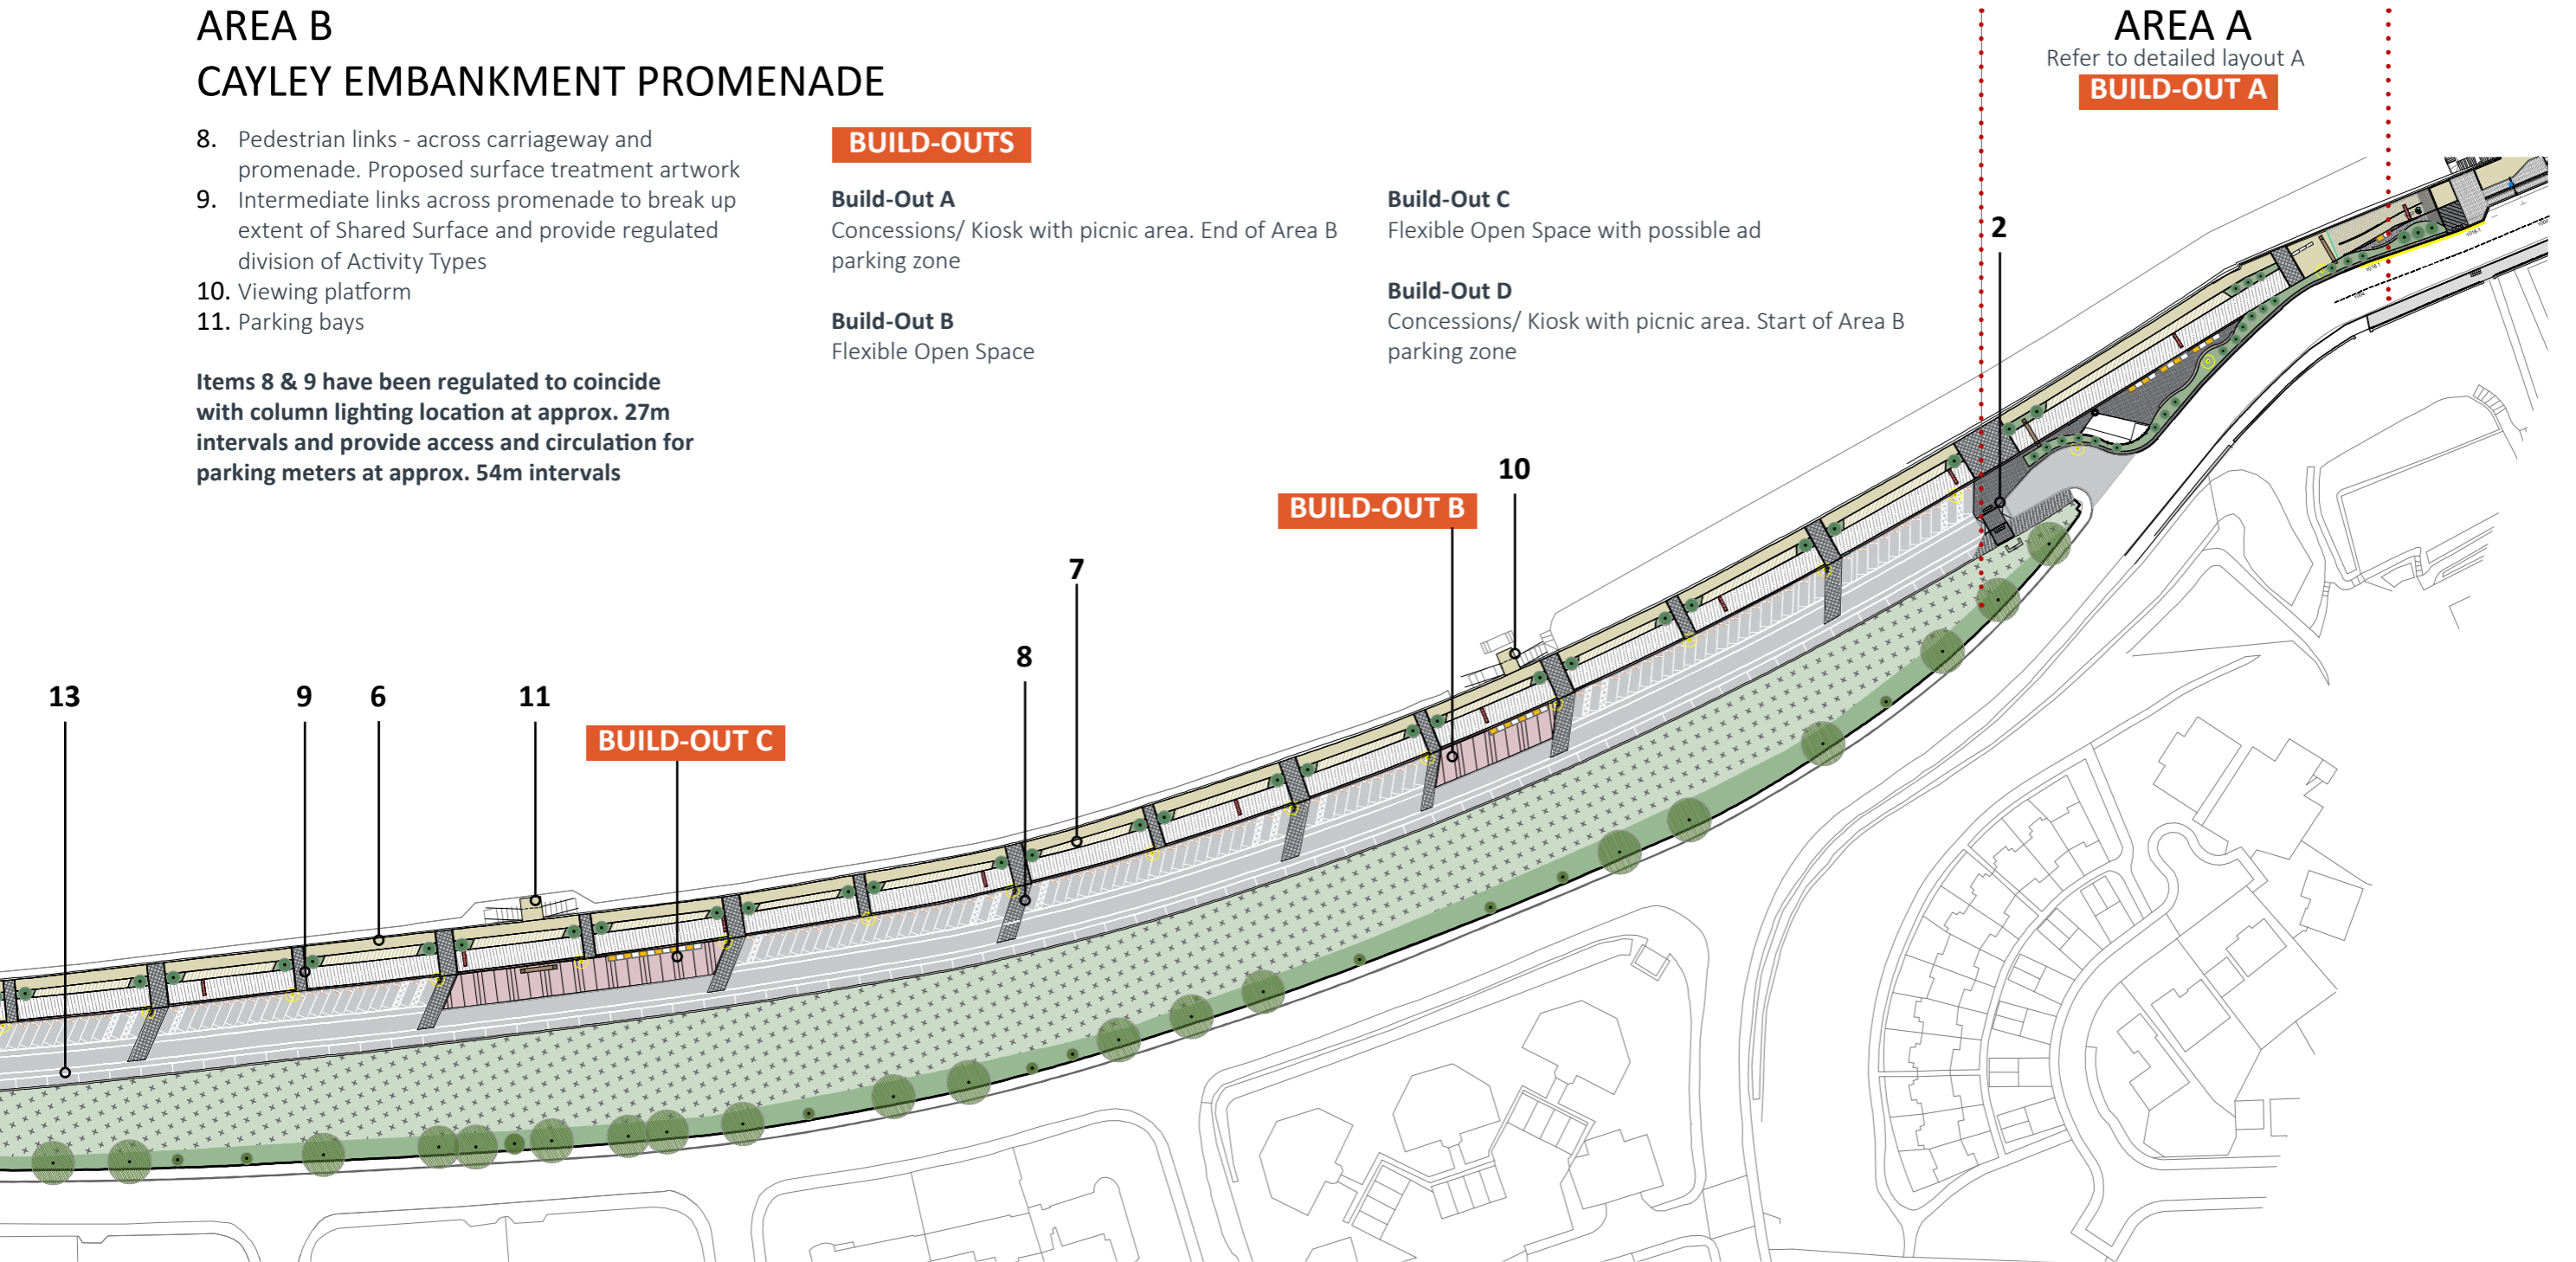 AREA B
CAYLEY EMBANKMENT PROMENADE
8. Pedestrian links - across carriageway and
promenade. Proposed surface treatment artwork
9. Intermediate links across promenade to break up
extent of Shared Surface and provide regulated
division of Activity Types
10. Viewing platform
11. Parking bays
Items 8 & 9 have been regulated to coincide
with column lighting location at approx. 27m
intervals and provide access and circulation for
parking meters at approx. 54m intervals
BUILD-OUTS
Build-Out A
Concessions/ Kiosk with picnic area. End of Area B
parking zone
Build-Out B
Flexible Open Space
Build-Out C
Flexible Open Space with possible ad
Build-Out D
Concessions/ Kiosk with picnic area. Start of Area B
parking zone
AREA A
Refer to detailed layout A
BUILD-OUT A
2
10
BUILD-OUT B
7
8
13
9
6
11
BUILD-OUT C